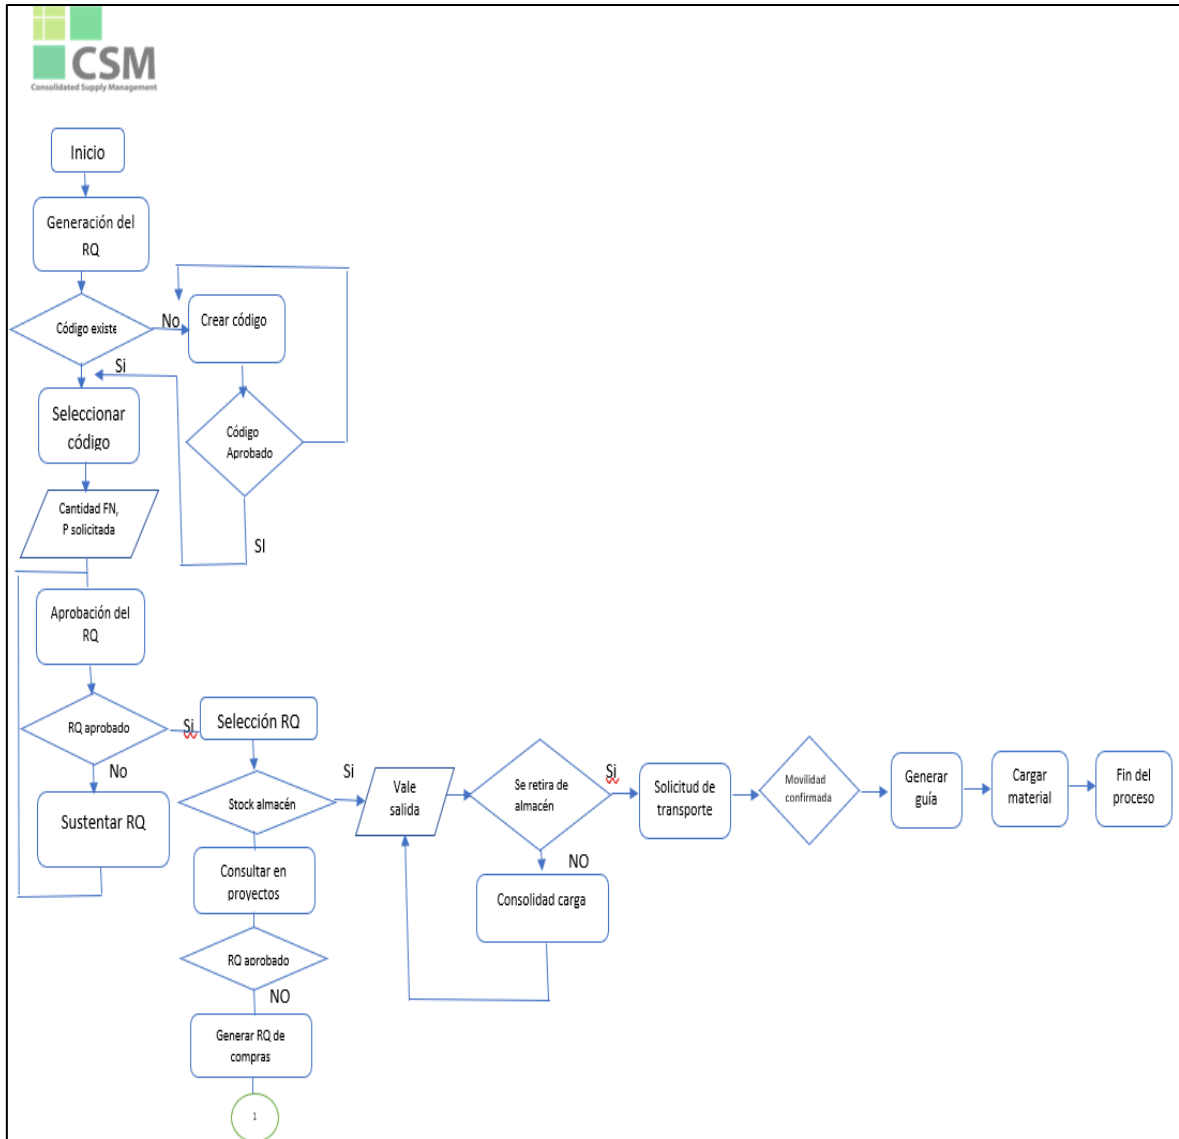 CSM
Consolidated Supply Management
Inicio
Generación del
RQ
Código existe
No
Crear código
Si
Seleccionar
código
Código
Aprobado
Cantidad FN,
P solicitada
SI
Aprobación del
RQ
RQ aprobado
Si
Selección RQ
No
Sustentar RQ
Stock almacén
Si
Vale
salida
Se retira de
almacén
Si
Solicitud de
transporte
Movilidad
confirmada
Generar
guía
Cargar
material
Fin del
proceso
NO
Consolidad carga
Consultar en
proyectos
RQ aprobado
NO
Generar RQ de
compras
1